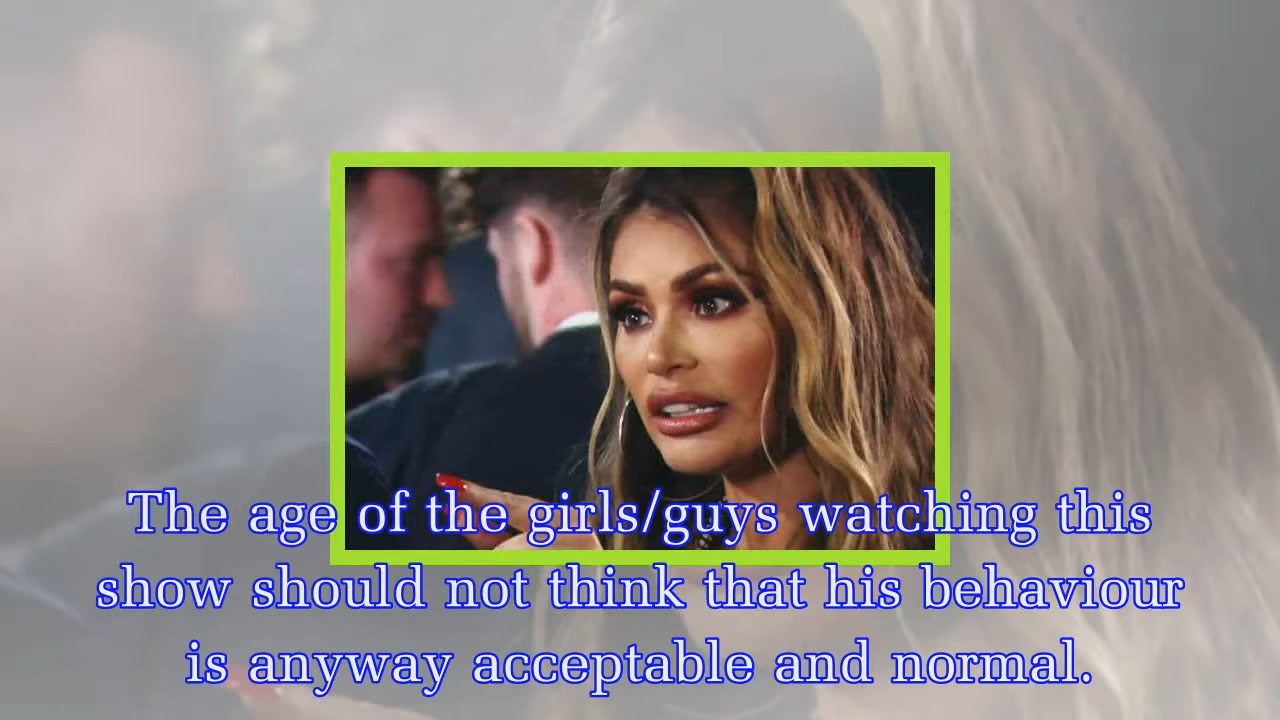 The age of the girls/guys watching this
show should not think that his behaviour
is anyway acceptable and normal.